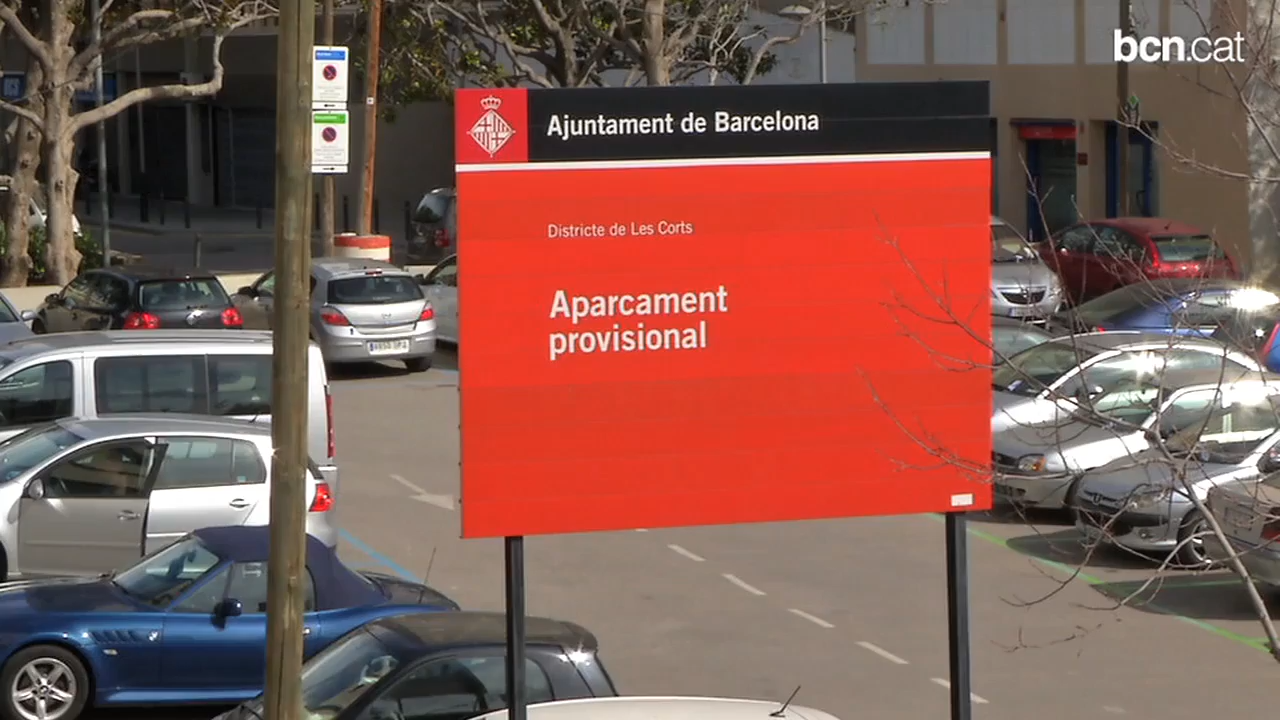 bcn.cat
Ajuntament de Barcelona
Districte de Les Corts
Aparcament
provisional